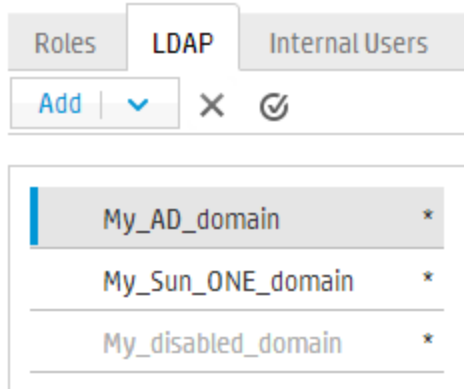 Roles LDAP Internal Users
Add
My_AD_domain *
My_Sun_ONE_domain *
My_disabled_domain *